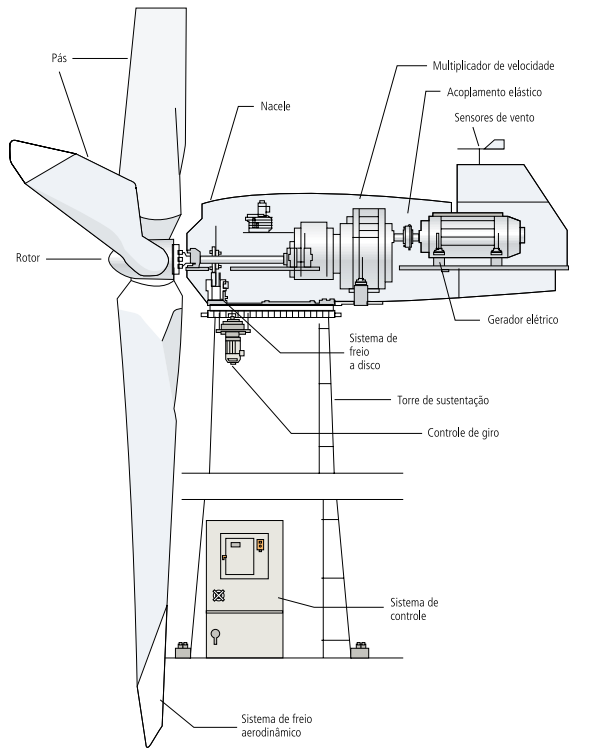 Pás
Multiplicador de velocidade
Acoplamento elástico
Nacele
Sensores de vento
Rotor
Gerador elétrico
Sistema de
freio
a disco
Torre de sustentação
Controle de giro
Sistema de
controle
Sistema de freio
aerodinâmico